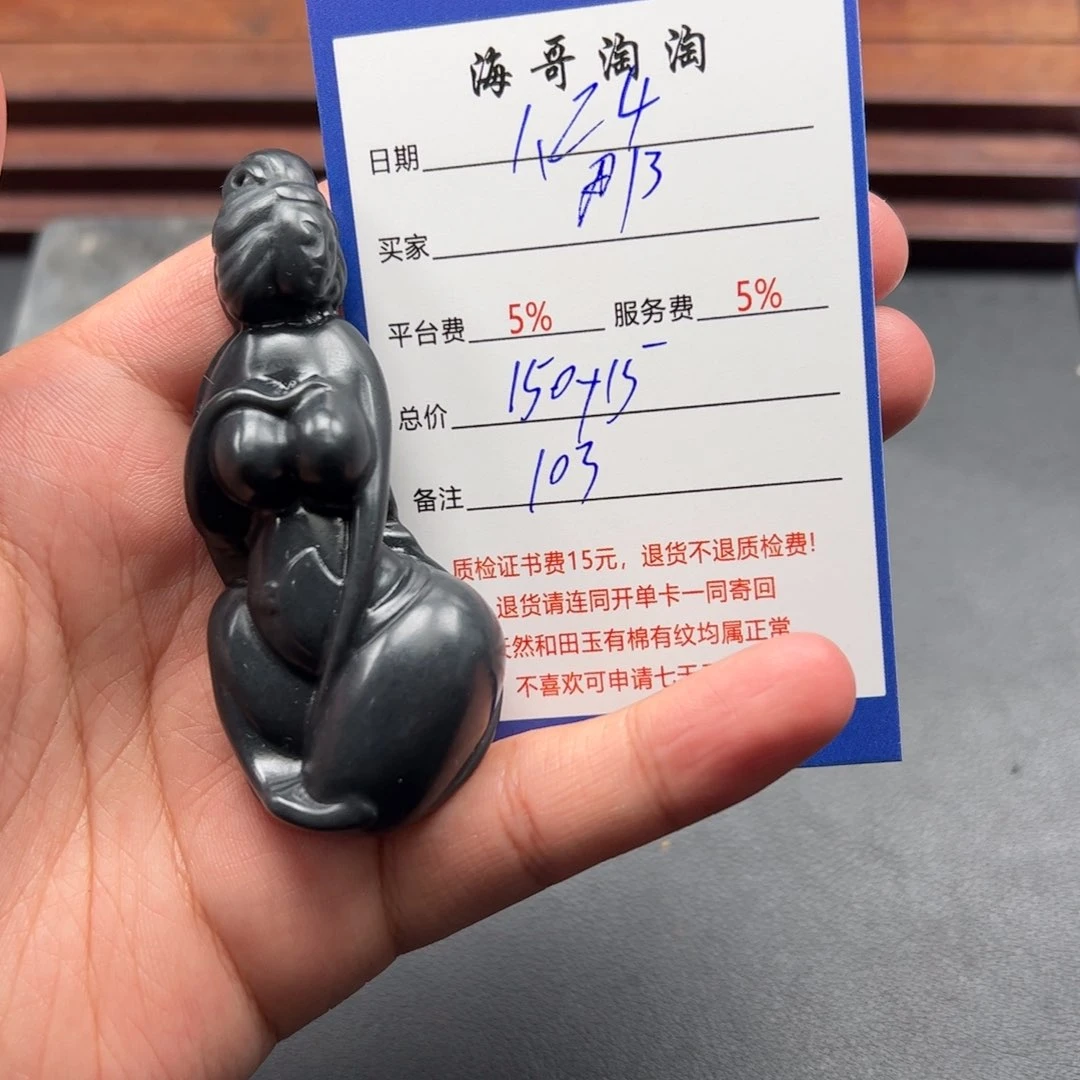 海哥淘淘
日期 1.24
用13
买家
平台费 5% 服务费 5%
总价 150+15
备注 103
质检证书费15元，退货不退质检费！
退货请连同开单卡一同寄回
天然和田玉有棉有纹均属正常
不喜欢可申请七天